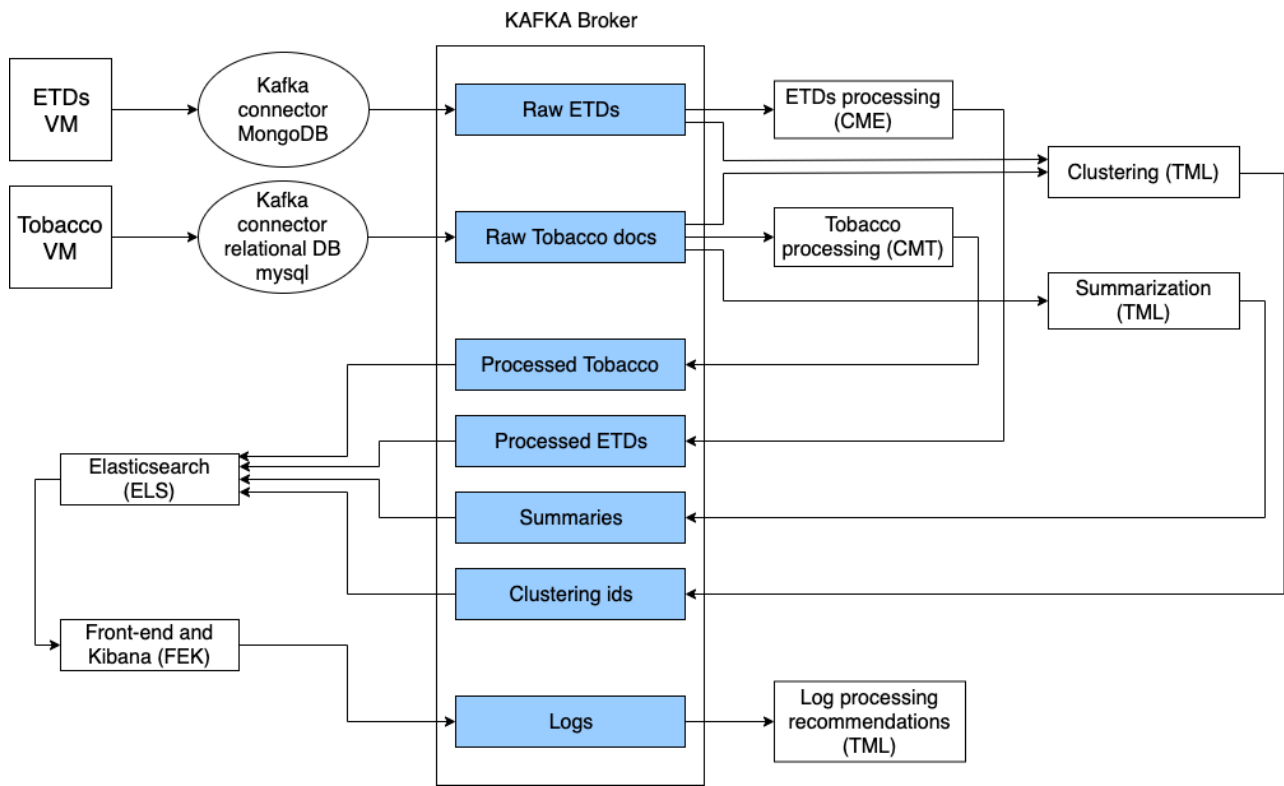 KAFKA Broker
ETDs
VM
Kafka
connector
MongoDB
Raw ETDs
ETDs processing
(CME)
Clustering (TML)
Tobacco
VM
Kafka
connector
relational DB
mysql
Raw Tobacco docs
Tobacco
processing (CMT)
Summarization
(TML)
Processed Tobacco
Processed ETDs
Elasticsearch
(ELS)
Summaries
Clustering ids
Front-end and
Kibana (FEK)
Logs
Log processing
recommendations
(TML)